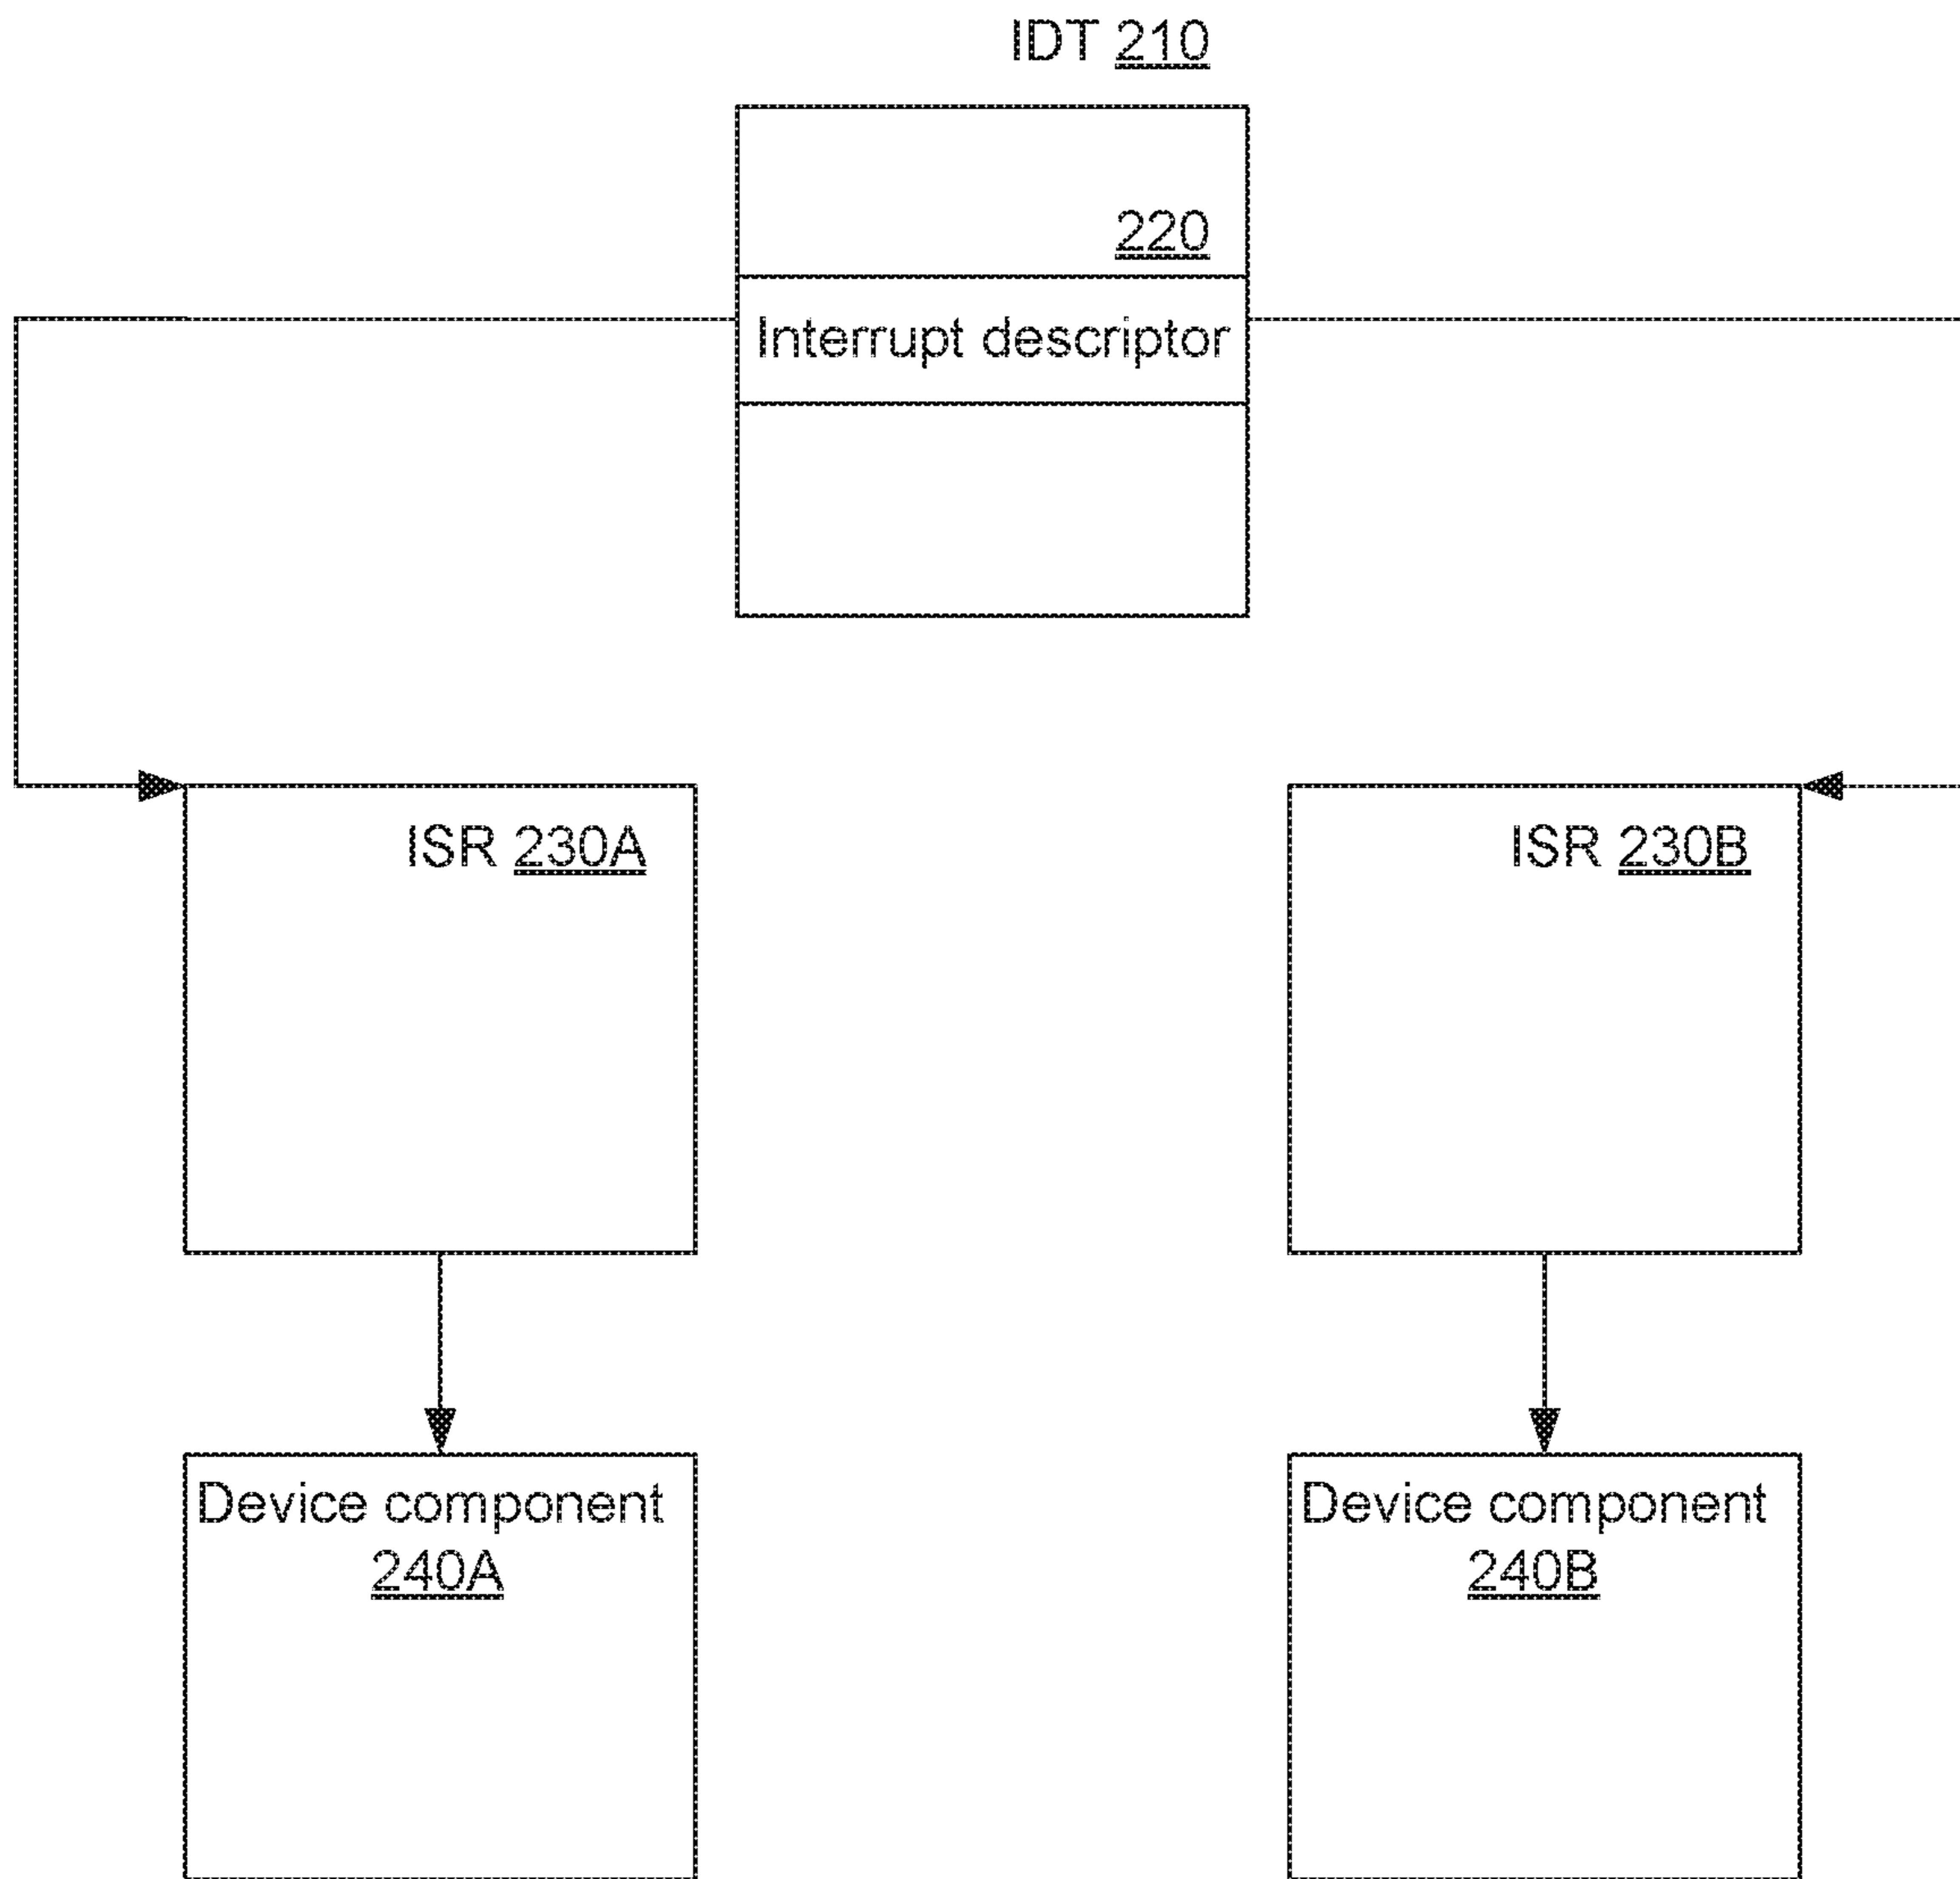 IDT 210
220
Interrupt descriptor
ISR 230A
ISR 230B
Device component
240A
Device component
240B